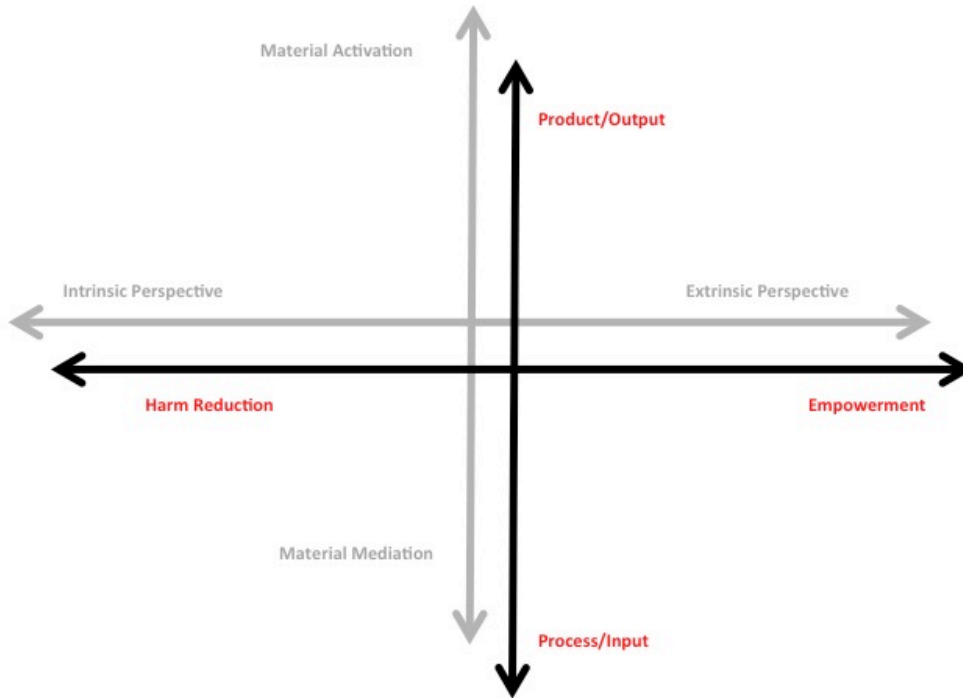 Material Activation
Product/Output
Intrinsic Perspective
Extrinsic Perspective
Harm Reduction
Empowerment
Material Mediation
Process/Input